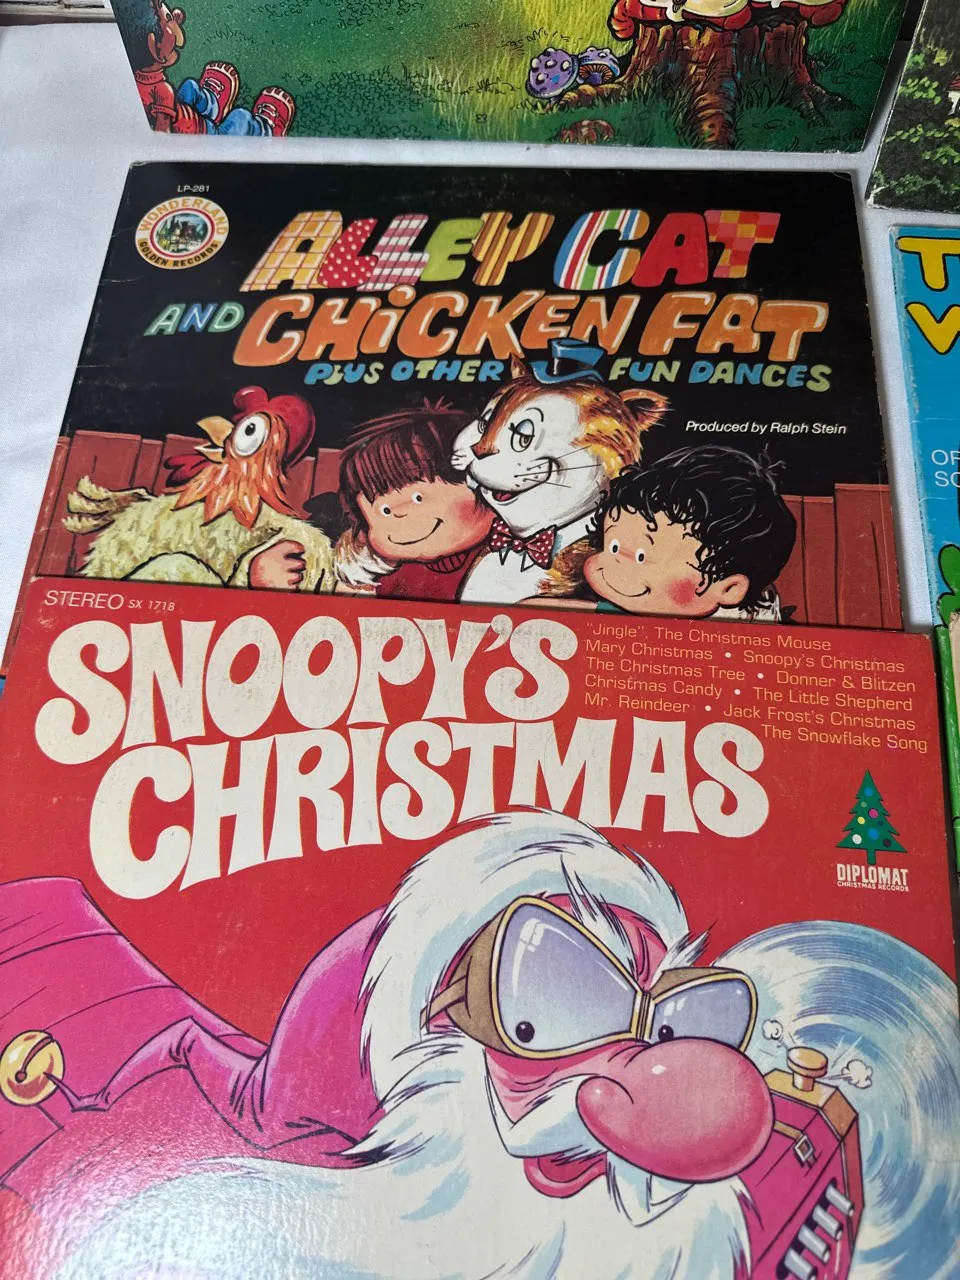 LP-281
WONDERLAND
GOLDEN RECORDS
ALLEY CAT
AND CHiCKEN FAT
PLUS OTHER FUN DANCES
Produced by Ralph Stein
STEREO SX 1718
SNOOPY'S
CHRISTMAS
"Jingle", The Christmas Mouse
Mary Christmas • Snoopy's Christmas
The Christmas Tree • Donner & Blitzen
Christmas Candy • The Little Shepherd
Mr. Reindeer • Jack Frost's Christmas
The Snowflake Song
DIPLOMAT
CHRISTMAS RECORDS